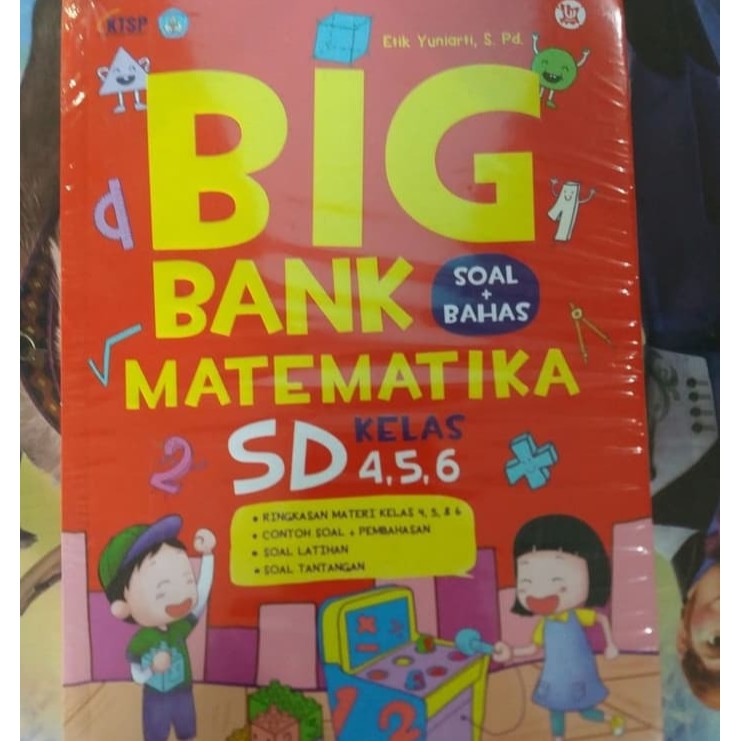 KTSP
Etik Yuniarti, S. Pd.
BIG
BANK
SOAL
+
BAHAS
MATEMATIKA
SD KELAS
4, 5, 6
• RINGKASAN MATERI KELAS 4, 5, & 6
• CONTOH SOAL + PEMBAHASAN
• SOAL LATIHAN
• SOAL TANTANGAN